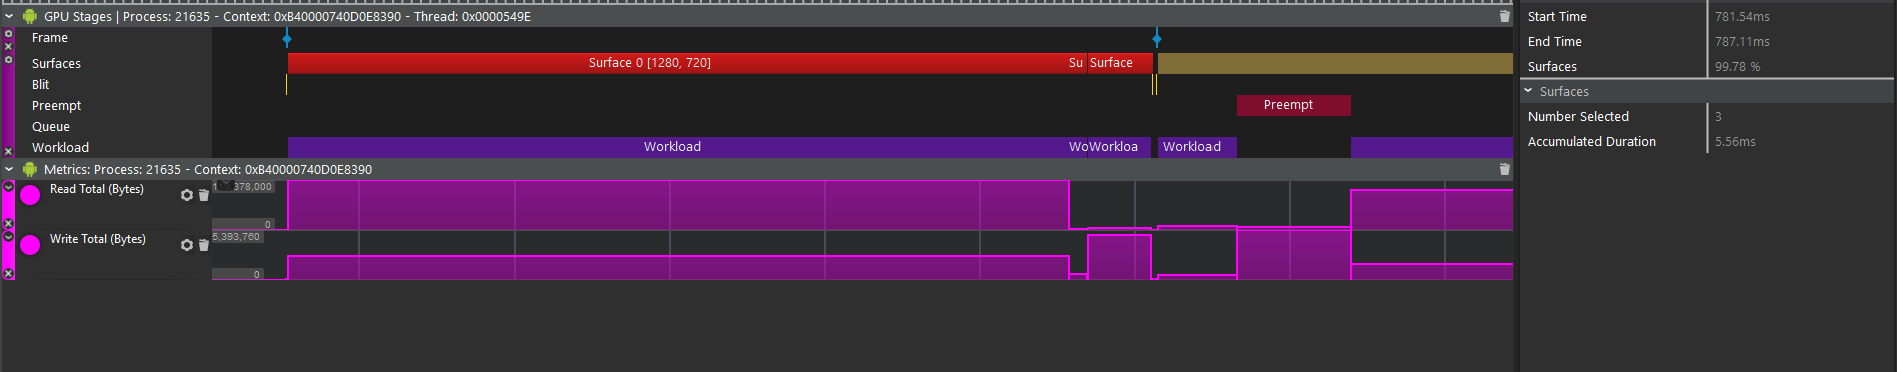 GPU Stages | Process: 21635 - Context: 0xB40000740D0E8390 - Thread: 0x0000549E
Frame
Surfaces
Surface 0 [1280, 720]
Su
Surface
Blit
Preempt
Preempt
Queue
Workload
Workload
Wo
Workloa
Workload
Metrics: Process: 21635 - Context: 0xB40000740D0E8390
Read Total (Bytes)
378,000
0
Write Total (Bytes)
5,393,760
0
Start Time 781.54ms
End Time 787.11ms
Surfaces 99.78 %
Surfaces
Number Selected 3
Accumulated Duration 5.56ms